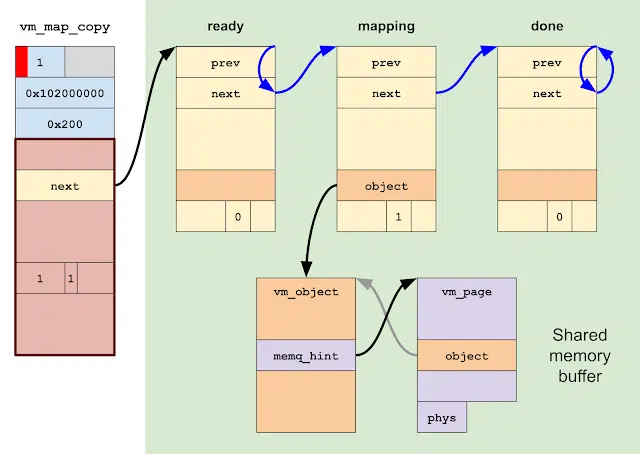 vm_map_copy
1
0x102000000
0x200
next
1 1
ready
prev
next
0
mapping
prev
next
object
1
done
prev
next
0
vm_object
memq_hint
vm_page
object
phys
Shared
memory
buffer